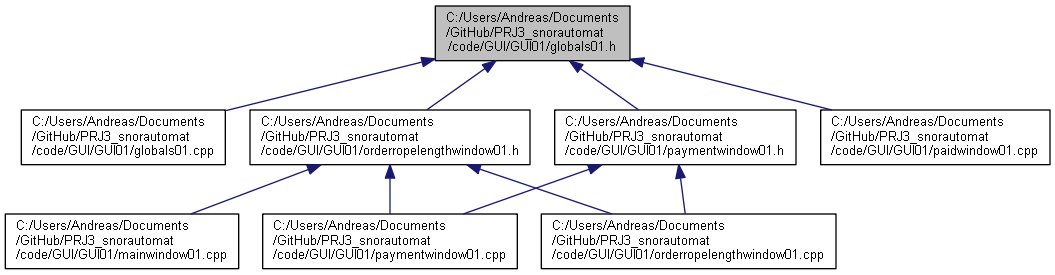 C:/Users/Andreas/Documents
/GitHub/PRJ3_snorautomat
/code/GUI/GUI01/globals01.h
C:/Users/Andreas/Documents
/GitHub/PRJ3_snorautomat
/code/GUI/GUI01/globals01.cpp
C:/Users/Andreas/Documents
/GitHub/PRJ3_snorautomat
/code/GUI/GUI01/orderropelengthwindow01.h
C:/Users/Andreas/Documents
/GitHub/PRJ3_snorautomat
/code/GUI/GUI01/paymentwindow01.h
C:/Users/Andreas/Documents
/GitHub/PRJ3_snorautomat
/code/GUI/GUI01/paidwindow01.cpp
C:/Users/Andreas/Documents
/GitHub/PRJ3_snorautomat
/code/GUI/GUI01/mainwindow01.cpp
C:/Users/Andreas/Documents
/GitHub/PRJ3_snorautomat
/code/GUI/GUI01/paymentwindow01.cpp
C:/Users/Andreas/Documents
/GitHub/PRJ3_snorautomat
/code/GUI/GUI01/orderropelengthwindow01.cpp